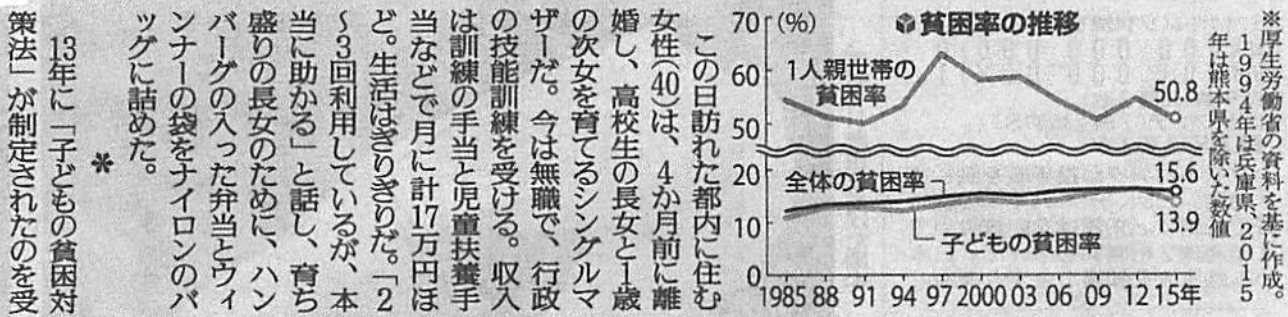 ※厚生労働省の資料を基に作成。
1994年は兵庫県、2015
年は熊本県を除いた数値
貧困率の推移
70(%)
60
50
20
10
0
1人親世帯の
貧困率
50.8
全体の貧困率
15.6
子どもの貧困率
13.9
1985 88 91 94 97 2000 03 06 09 12 15年
この日訪れた都内に住む
女性(40)は、4か月前に離
婚し、高校生の長女と1歳
の次女を育てるシングルマ
ザーだ。今は無職で、行政
の技能訓練を受ける。収入
は訓練の手当と児童扶養手
当などで月に計17万円ほ
ど。生活はぎりぎりだ。「2
~3回利用しているが、本
当に助かる」と話し、育ち
盛りの長女のために、ハン
バーグの入った弁当とウィ
ンナーの袋をナイロンのバ
ッグに詰めた。
*
13年に「子どもの貧困対
策法」が制定されたのを受